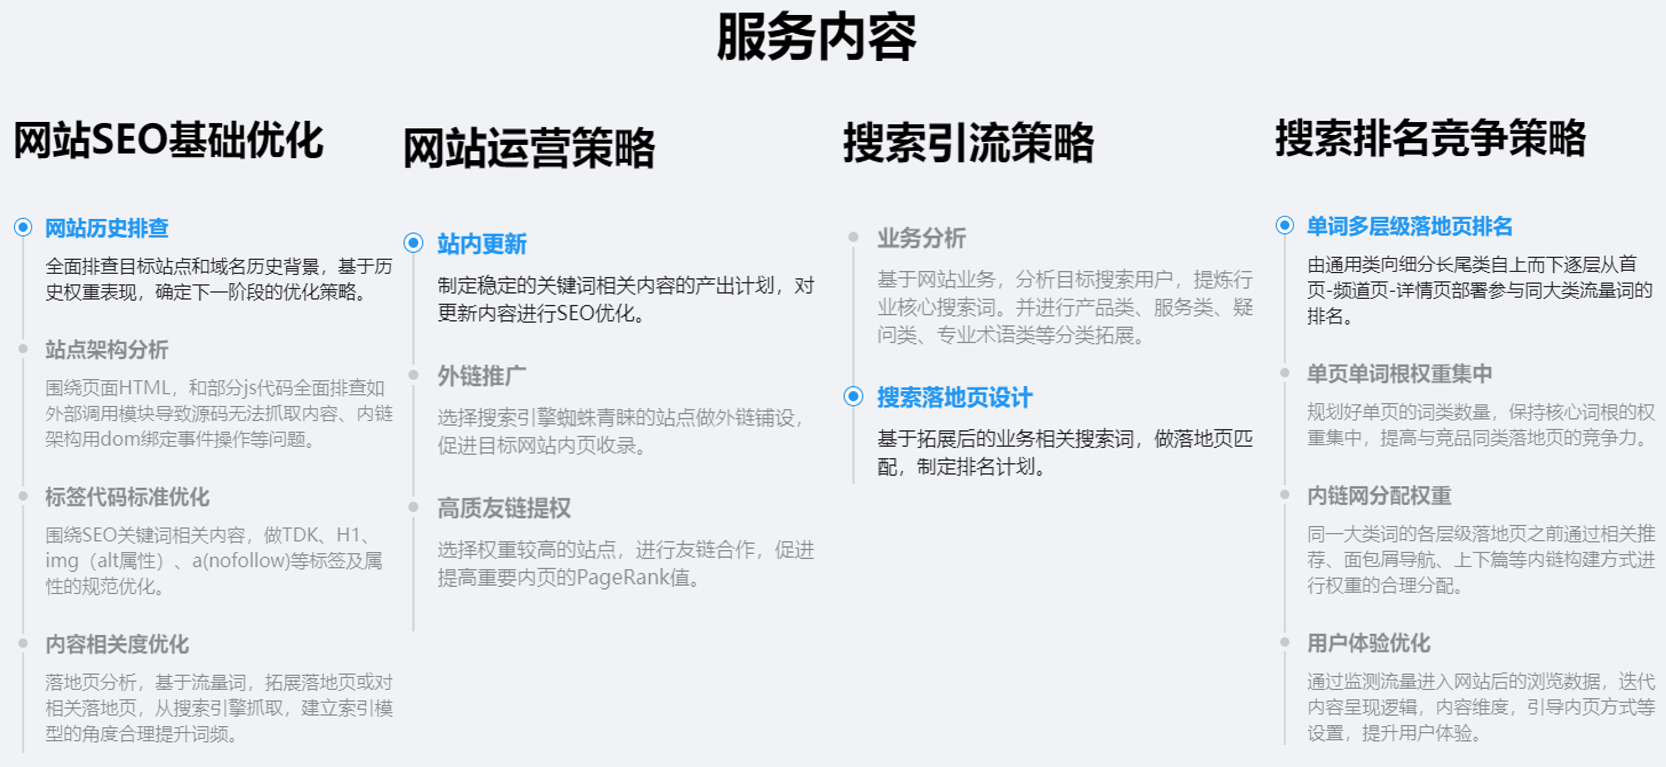 服务内容
网站SEO基础优化
网站历史排查
全面排查目标站点和域名历史背景，基于历
史权重表现，确定下一阶段的优化策略。
站点架构分析
围绕页面HTML，和部分js代码全面排查如
外部调用模块导致源码无法抓取内容、内链
架构用dom绑定事件操作等问题。
标签代码标准优化
围绕SEO关键词相关内容，做TDK、H1、
img（alt属性）、a(nofollow)等标签及属
性的规范优化。
内容相关度优化
落地页分析，基于流量词，拓展落地页或对
相关落地页，从搜索引擎抓取，建立索引模
型的角度合理提升词频。
网站运营策略
站内更新
制定稳定的关键词相关内容的产出计划，对
更新内容进行SEO优化。
外链推广
选择搜索引擎蜘蛛青睐的站点做外链铺设，
促进目标网站内页收录。
高质友链提权
选择权重较高的站点，进行友链合作，促进
提高重要内页的PageRank值。
搜索引流策略
业务分析
基于网站业务，分析目标搜索用户，提炼行
业核心搜索词。并进行产品类、服务类、疑
问类、专业术语类等分类拓展。
搜索落地页设计
基于拓展后的业务相关搜索词，做落地页匹
配，制定排名计划。
搜索排名竞争策略
单词多层级落地页排名
由通用类向细分长尾类自上而下逐层从首
页-频道页-详情页部署参与同大类流量词的
排名。
单页单词根权重集中
规划好单页的词类数量，保持核心词根的权
重集中，提高与竞品同类落地页的竞争力。
内链网分配权重
同一大类词的各层级落地页之前通过相关推
荐、面包屑导航、上下篇等内链构建方式进
行权重的合理分配。
用户体验优化
通过监测流量进入网站后的浏览数据，迭代
内容呈现逻辑，内容维度，引导内页方式等
设置，提升用户体验。